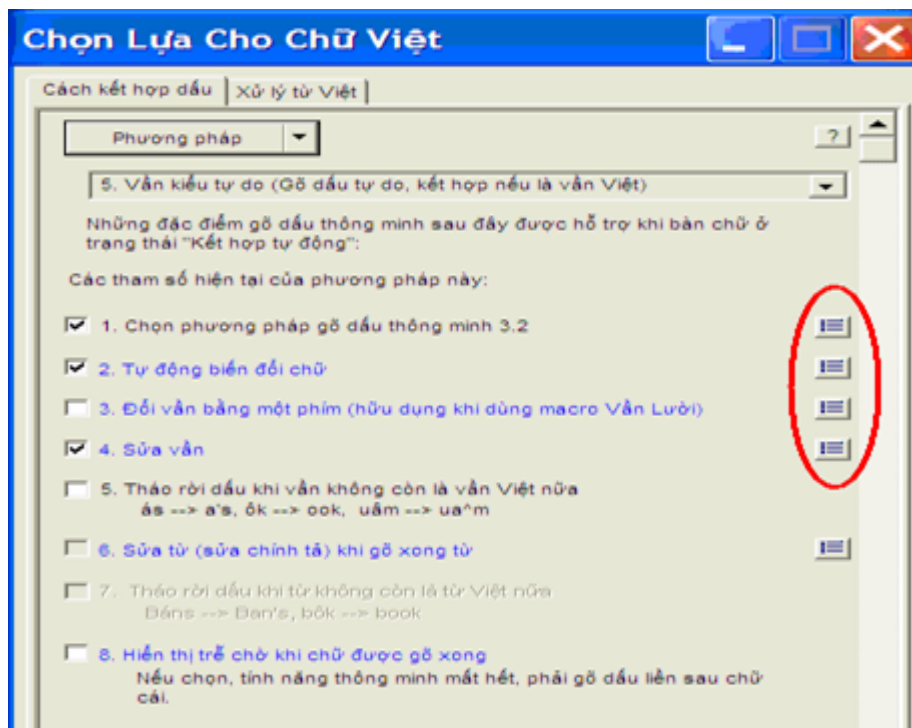 Chọn Lựa Cho Chữ Việt
Cách kết hợp dấu Xử lý từ Việt
Phương pháp ?
5. Vần kiểu tự do (Gõ dấu tự do, kết hợp nếu là vần Việt)
Những đặc điểm gõ dấu thông minh sau đây được hỗ trợ khi bàn chữ ở
trạng thái "Kết hợp tự động":
Các tham số hiện tại của phương pháp này:
1. Chọn phương pháp gõ dấu thông minh 3.2
2. Tự động biến đổi chữ
3. Đổi vần bằng một phím (hữu dụng khi dùng macro Vần Lười)
4. Sửa vần
5. Tháo rời dấu khi vần không còn là vần Việt nữa
ás --> a's, ôk --> ook, uâm --> ua^m
6. Sửa từ (sửa chính tả) khi gõ xong từ
7. Tháo rời dấu khi từ không còn là từ Việt nữa
Báns --> Ban's, bôk --> book
8. Hiển thị trễ chờ khi chữ được gõ xong
Nếu chọn, tính năng thông minh mất hết, phải gõ dấu liền sau chữ
cái.